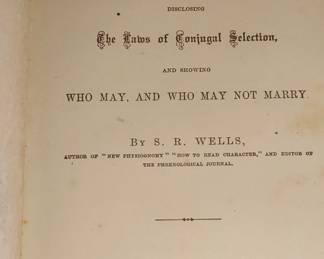 DISCLOSING
The Laws of Conjugal Selection,
AND SHOWING
WHO MAY, AND WHO MAY NOT MARRY
BY S. R. WELLS,
AUTHOR OF "NEW PHYSIOGNOMY" "HOW TO READ CHARACTER," AND EDITOR OF
THE PHRENOLOGICAL JOURNAL.